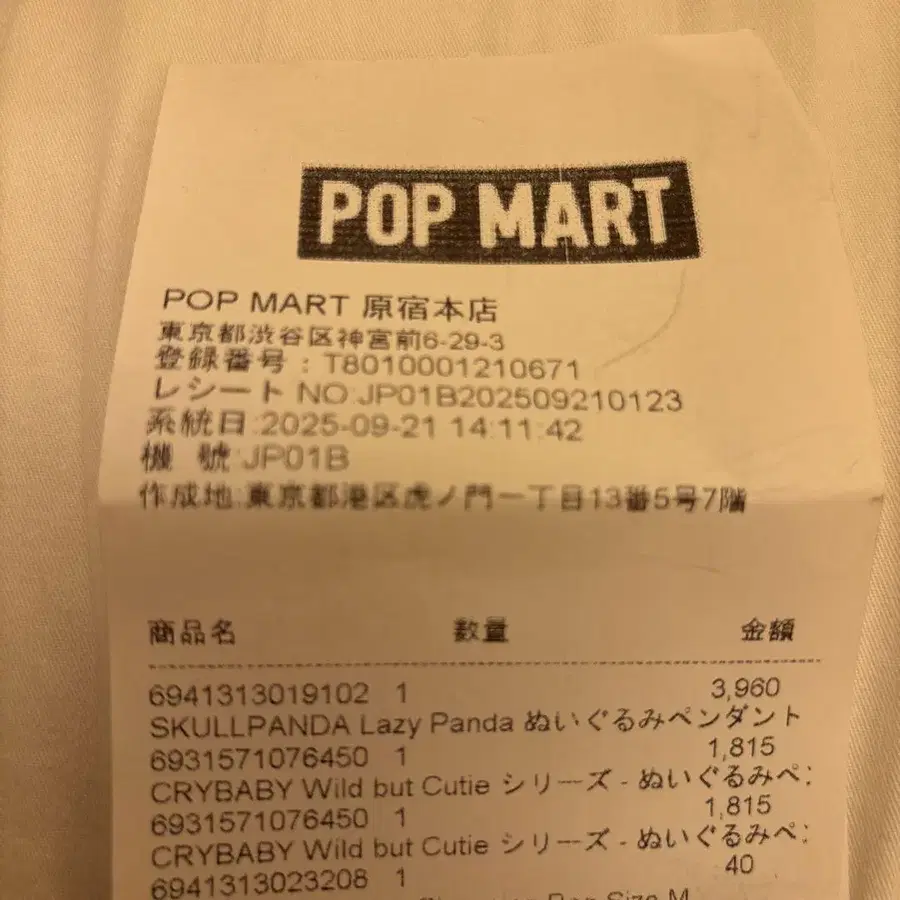 POP MART
POP MART 原宿本店
東京都渋谷区神宮前6-29-3
登録番号 : T8010001210671
レシート NO:JP01B202509210123
系統日:2025-09-21 14:11:42
機 號:JP01B
作成地:東京都港区虎ノ門一丁目13番5号7階
商品名 数量 金額
6941313019102 1 3,960
SKULLPANDA Lazy Panda ぬいぐるみペンダント
6931571076450 1 1,815
CRYBABY Wild but Cutie シリーズ - ぬいぐるみペ
6931571076450 1 1,815
CRYBABY Wild but Cutie シリーズ - ぬいぐるみペ
6941313023208 1 40
Size M